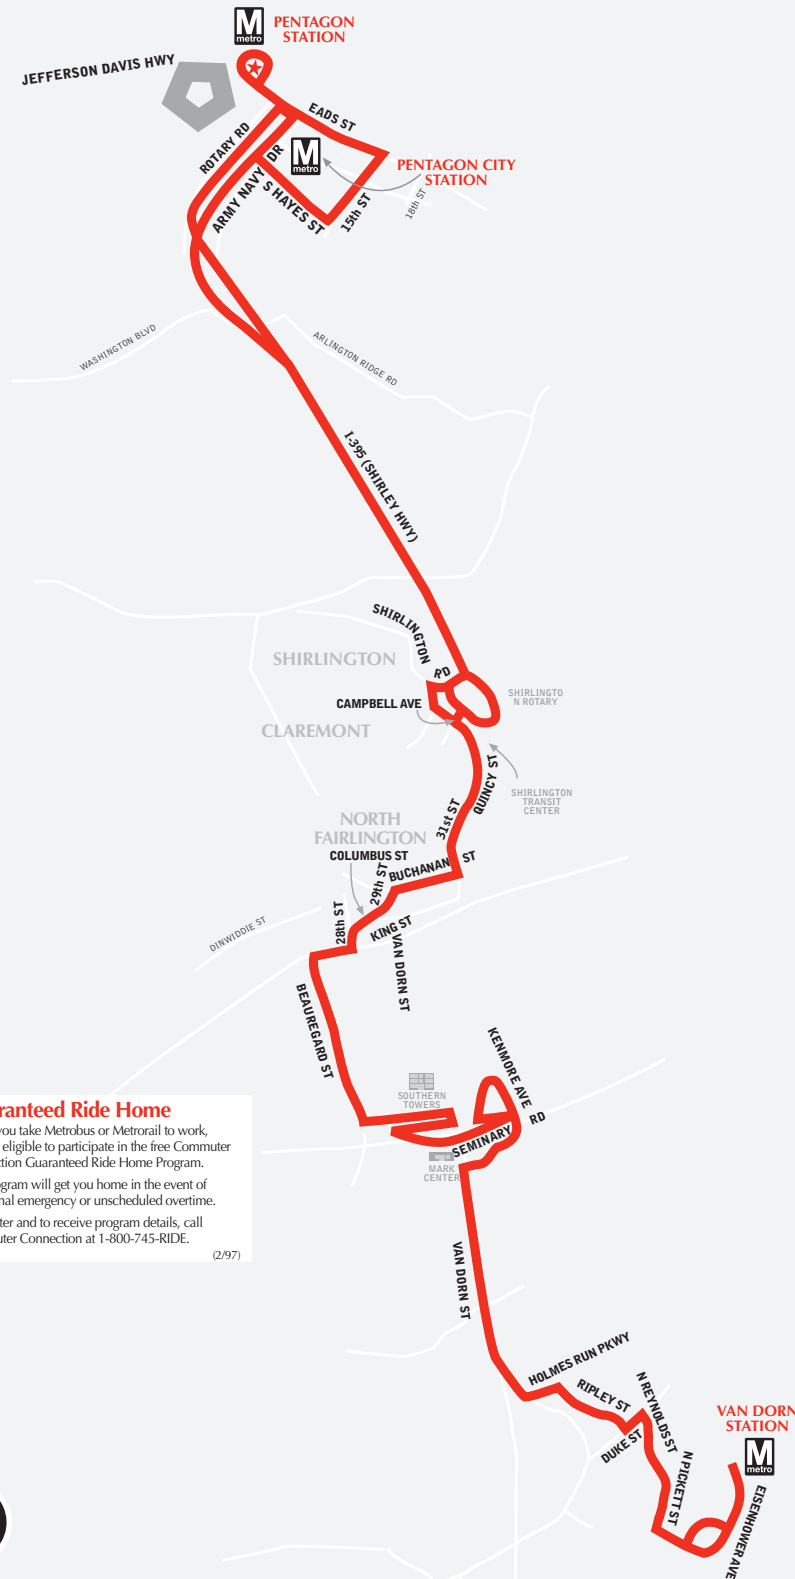 PENTAGON
STATION
metro
JEFFERSON DAVIS HWY
EADS ST
ROTARY RD
ARMY NAVY DR
metro
PENTAGON CITY
STATION
S HAYES ST
15th ST
18th ST
WASHINGTON BLVD
ARLINGTON RIDGE RD
I-395 (SHIRLEY HWY)
SHIRLINGTON RD
SHIRLINGTON
SHIRLINGTO
N ROTARY
CAMPBELL AVE
CLAREMONT
QUINCY ST
SHIRLINGTON
TRANSIT
CENTER
31st ST
NORTH
FAIRLINGTON
COLUMBUS ST
BUCHANAN ST
29th ST
28th ST
KING ST
DINWIDDIE ST
VAN DORN ST
BEAUREGARD ST
KENMORE AVE
SOUTHERN
TOWERS
SEMINARY RD
MARK
CENTER
ranteed Ride Home
you take Metrobus or Metrorail to work,
eligible to participate in the free Commuter
ction Guaranteed Ride Home Program.
ogram will get you home in the event of
nal emergency or unscheduled overtime.
ter and to receive program details, call
uter Connection at 1-800-745-RIDE.
(2/97)
VAN DORN ST
HOLMES RUN PKWY
RIPLEY ST
N REYNOLDS ST
DUKE ST
VAN DORN
STATION
metro
N PICKETT ST
EISENHOWER AVE